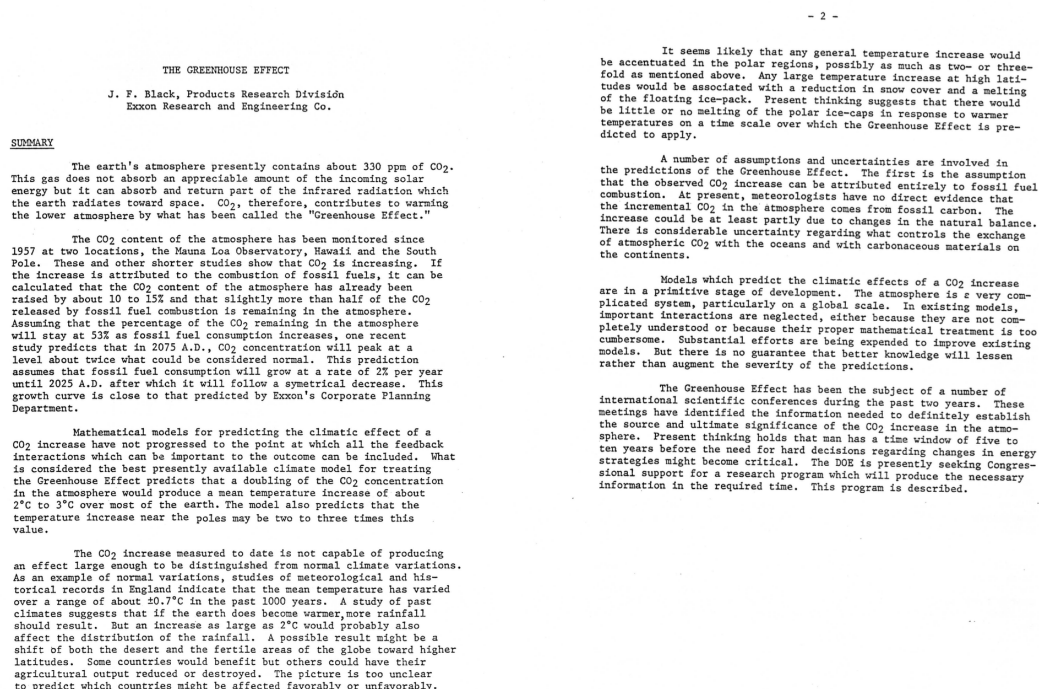 THE GREENHOUSE EFFECT
J. F. Black, Products Research Division
Exxon Research and Engineering Co.
SUMMARY
The earth's atmosphere presently contains about 330 ppm of CO2.
This gas does not absorb an appreciable amount of the incoming solar
energy but it can absorb and return part of the infrared radiation which
the earth radiates toward space. CO2, therefore, contributes to warming
the lower atmosphere by what has been called the "Greenhouse Effect."
The CO2 content of the atmosphere has been monitored since
1957 at two locations, the Mauna Loa Observatory, Hawaii and the South
Pole. These and other shorter studies show that CO2 is increasing. If
the increase is attributed to the combustion of fossil fuels, it can be
calculated that the CO2 content of the atmosphere has already been
raised by about 10 to 15% and that slightly more than half of the CO2
released by fossil fuel combustion is remaining in the atmosphere.
Assuming that the percentage of the CO2 remaining in the atmosphere
will stay at 53% as fossil fuel consumption increases, one recent
study predicts that in 2075 A.D., CO2 concentration will peak at a
level about twice what could be considered normal. This prediction
assumes that fossil fuel consumption will grow at a rate of 2% per year
until 2025 A.D. after which it will follow a symetrical decrease. This
growth curve is close to that predicted by Exxon's Corporate Planning
Department.
Mathematical models for predicting the climatic effect of a
CO2 increase have not progressed to the point at which all the feedback
interactions which can be important to the outcome can be included. What
is considered the best presently available climate model for treating
the Greenhouse Effect predicts that a doubling of the CO2 concentration
in the atmosphere would produce a mean temperature increase of about
2°C to 3°C over most of the earth. The model also predicts that the
temperature increase near the poles may be two to three times this
value.
The CO2 increase measured to date is not capable of producing
an effect large enough to be distinguished from normal climate variations.
As an example of normal variations, studies of meteorological and his-
torical records in England indicate that the mean temperature has varied
over a range of about ±0.7°C in the past 1000 years. A study of past
climates suggests that if the earth does become warmer,more rainfall
should result. But an increase as large as 2°C would probably also
affect the distribution of the rainfall. A possible result might be a
shift of both the desert and the fertile areas of the globe toward higher
latitudes. Some countries would benefit but others could have their
agricultural output reduced or destroyed. The picture is too unclear
to predict which countries might be affected favorably or unfavorably.
- 2 -
It seems likely that any general temperature increase would
be accentuated in the polar regions, possibly as much as two- or three-
fold as mentioned above. Any large temperature increase at high lati-
tudes would be associated with a reduction in snow cover and a melting
of the floating ice-pack. Present thinking suggests that there would
be little or no melting of the polar ice-caps in response to warmer
temperatures on a time scale over which the Greenhouse Effect is pre-
dicted to apply.
A number of assumptions and uncertainties are involved in
the predictions of the Greenhouse Effect. The first is the assumption
that the observed CO2 increase can be attributed entirely to fossil fuel
combustion. At present, meteorologists have no direct evidence that
the incremental CO2 in the atmosphere comes from fossil carbon. The
increase could be at least partly due to changes in the natural balance.
There is considerable uncertainty regarding what controls the exchange
of atmospheric CO2 with the oceans and with carbonaceous materials on
the continents.
Models which predict the climatic effects of a CO2 increase
are in a primitive stage of development. The atmosphere is a very com-
plicated system, particularly on a global scale. In existing models,
important interactions are neglected, either because they are not com-
pletely understood or because their proper mathematical treatment is too
cumbersome. Substantial efforts are being expended to improve existing
models. But there is no guarantee that better knowledge will lessen
rather than augment the severity of the predictions.
The Greenhouse Effect has been the subject of a number of
international scientific conferences during the past two years. These
meetings have identified the information needed to definitely establish
the source and ultimate significance of the CO2 increase in the atmo-
sphere. Present thinking holds that man has a time window of five to
ten years before the need for hard decisions regarding changes in energy
strategies might become critical. The DOE is presently seeking Congres-
sional support for a research program which will produce the necessary
information in the required time. This program is described.